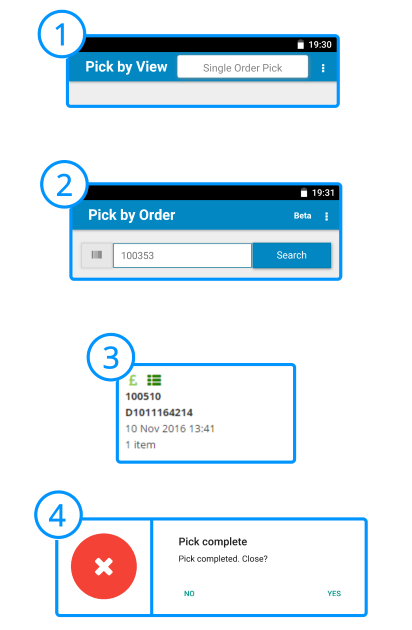 1
19:30
Pick by View
Single Order Pick
2
19:31
Pick by Order
Beta
100353
Search
3
£
100510
D1011164214
10 Nov 2016 13:41
1 item
4
Pick complete
Pick completed. Close?
NO
YES